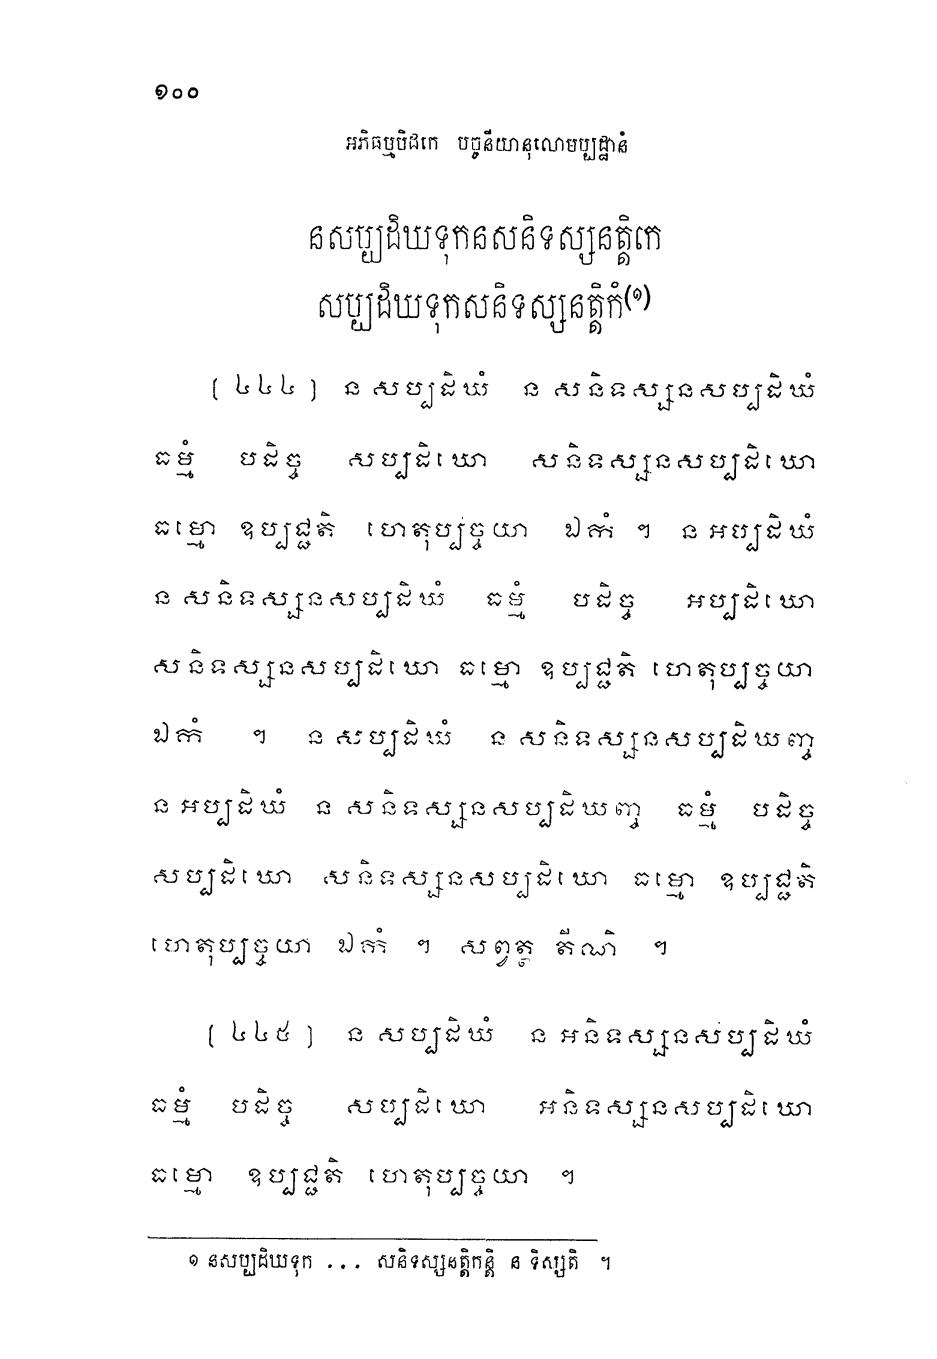 ១០០
អភិធម្មបិដកេ បច្ចនីយានុលោមប្បដ្ឋានំ
នសប្បដិឃទុកនសនិទស្សនត្តិកេ
សប្បដិឃទុកសនិទស្សនត្តិកំ(១)
[ ៤៤៤ ] ន សប្បដិឃំ ន សនិទស្សនសប្បដិឃំ
ធម្មំ បដិច្ច សប្បដិឃោ សនិទស្សនសប្បដិឃោ
ធម្មោ ឧប្បជ្ជតិ ហេតុប្បច្ចយា ឯកំ ។ ន អប្បដិឃំ
ន សនិទស្សនសប្បដិឃំ ធម្មំ បដិច្ច អប្បដិឃោ
សនិទស្សនសប្បដិឃោ ធម្មោ ឧប្បជ្ជតិ ហេតុប្បច្ចយា
ឯកំ ។ ន សប្បដិឃំ ន សនិទស្សនសប្បដិឃញ្ច
ន អប្បដិឃំ ន សនិទស្សនសប្បដិឃញ្ច ធម្មំ បដិច្ច
សប្បដិឃោ សនិទស្សនសប្បដិឃោ ធម្មោ ឧប្បជ្ជតិ
ហេតុប្បច្ចយា ឯកំ ។ សព្វត្ថ តីណិ ។
[ ៤៤៥ ] ន សប្បដិឃំ ន អនិទស្សនសប្បដិឃំ
ធម្មំ បដិច្ច សប្បដិឃោ អនិទស្សនសប្បដិឃោ
ធម្មោ ឧប្បជ្ជតិ ហេតុប្បច្ចយា ។
១ នសប្បដិឃទុក ... សនិទស្សនត្តិកន្តិ ន ទិស្សតិ ។